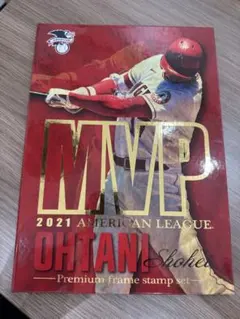 MVP
2021 AMERICAN LEAGUE
OHTANI Shohei
Premium frame stamp set